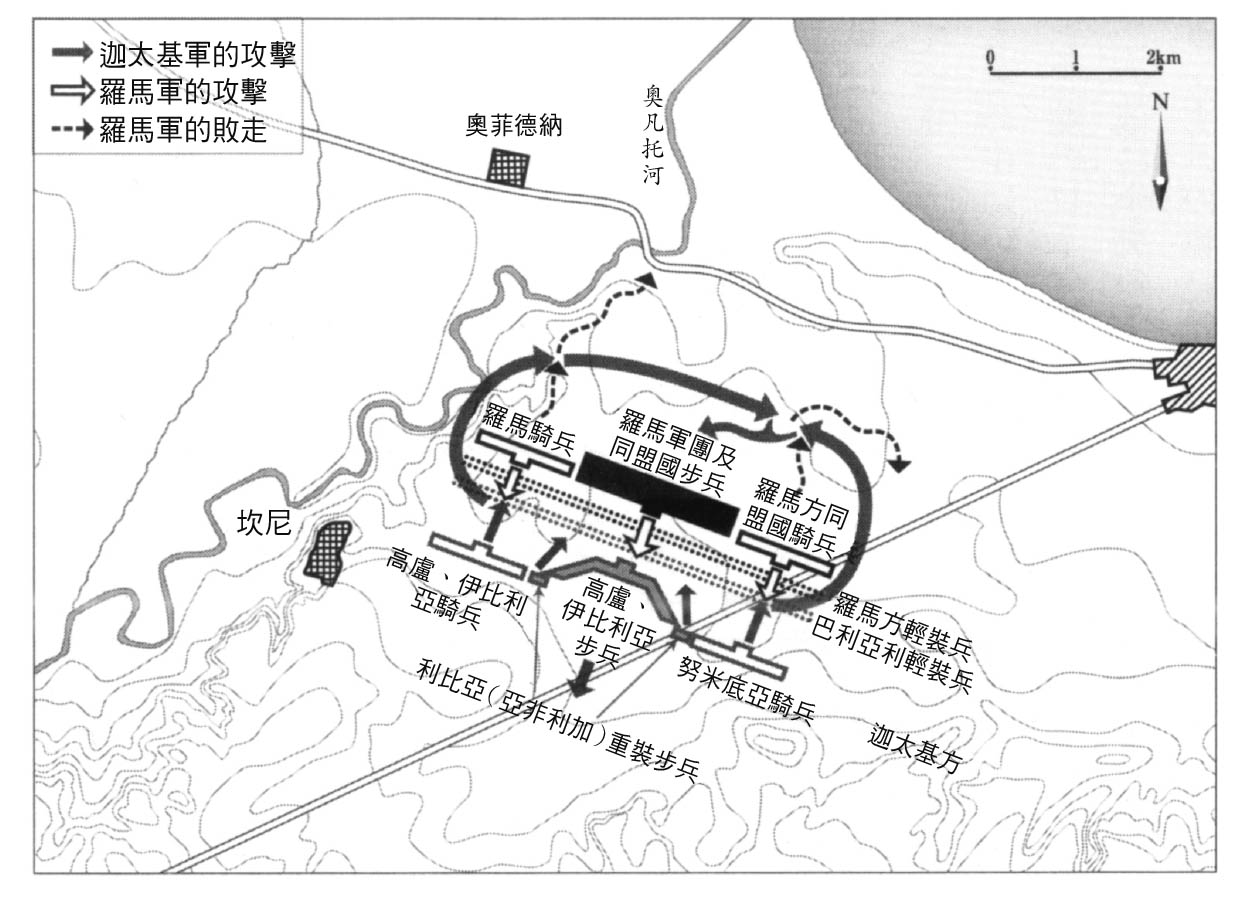 迦太基軍的攻擊
羅馬軍的攻擊
羅馬軍的敗走
0 1 2km
N
奧菲德納
奧凡托河
羅馬騎兵
羅馬軍團及
同盟國步兵
羅馬方同
盟國騎兵
坎尼
高盧、伊比利
亞騎兵
高盧、
伊比利亞
步兵
羅馬方輕裝兵
巴利亞利輕裝兵
努米底亞騎兵
利比亞(亞非利加)重裝步兵
迦太基方